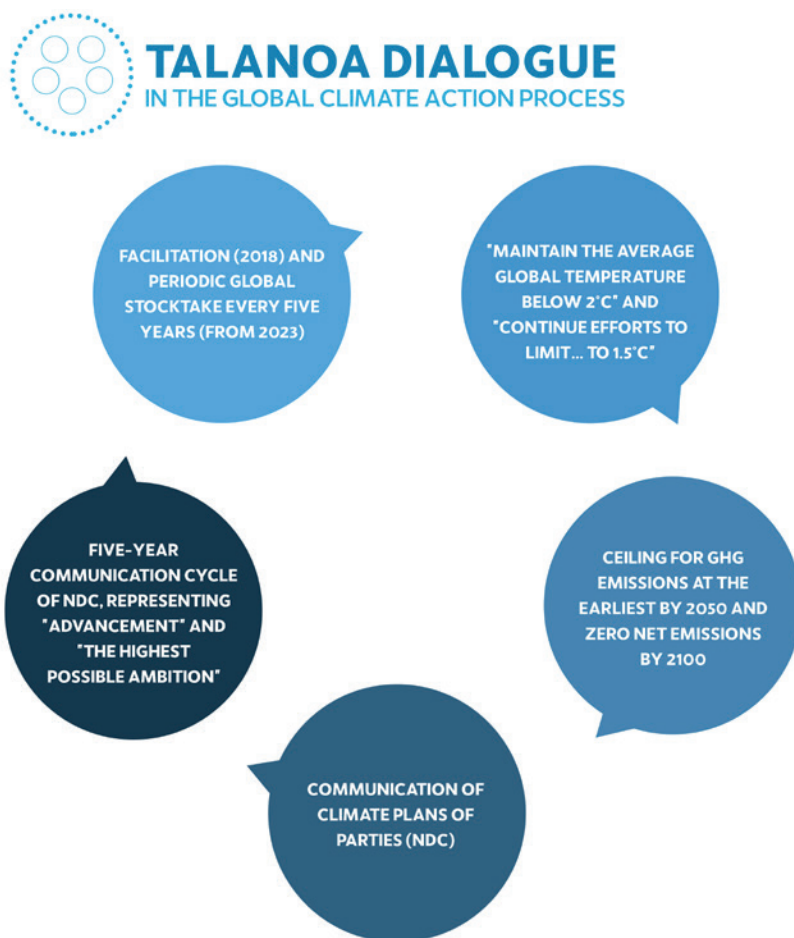 TALANOA DIALOGUE
IN THE GLOBAL CLIMATE ACTION PROCESS
FACILITATION (2018) AND
PERIODIC GLOBAL
STOCKTAKE EVERY FIVE
YEARS (FROM 2023)
"MAINTAIN THE AVERAGE
GLOBAL TEMPERATURE
BELOW 2°C" AND
"CONTINUE EFFORTS TO
LIMIT... TO 1.5°C"
CEILING FOR GHG
EMISSIONS AT THE
EARLIEST BY 2050 AND
ZERO NET EMISSIONS
BY 2100
COMMUNICATION OF
CLIMATE PLANS OF
PARTIES (NDC)
FIVE-YEAR
COMMUNICATION CYCLE
OF NDC, REPRESENTING
"ADVANCEMENT" AND
"THE HIGHEST
POSSIBLE AMBITION"